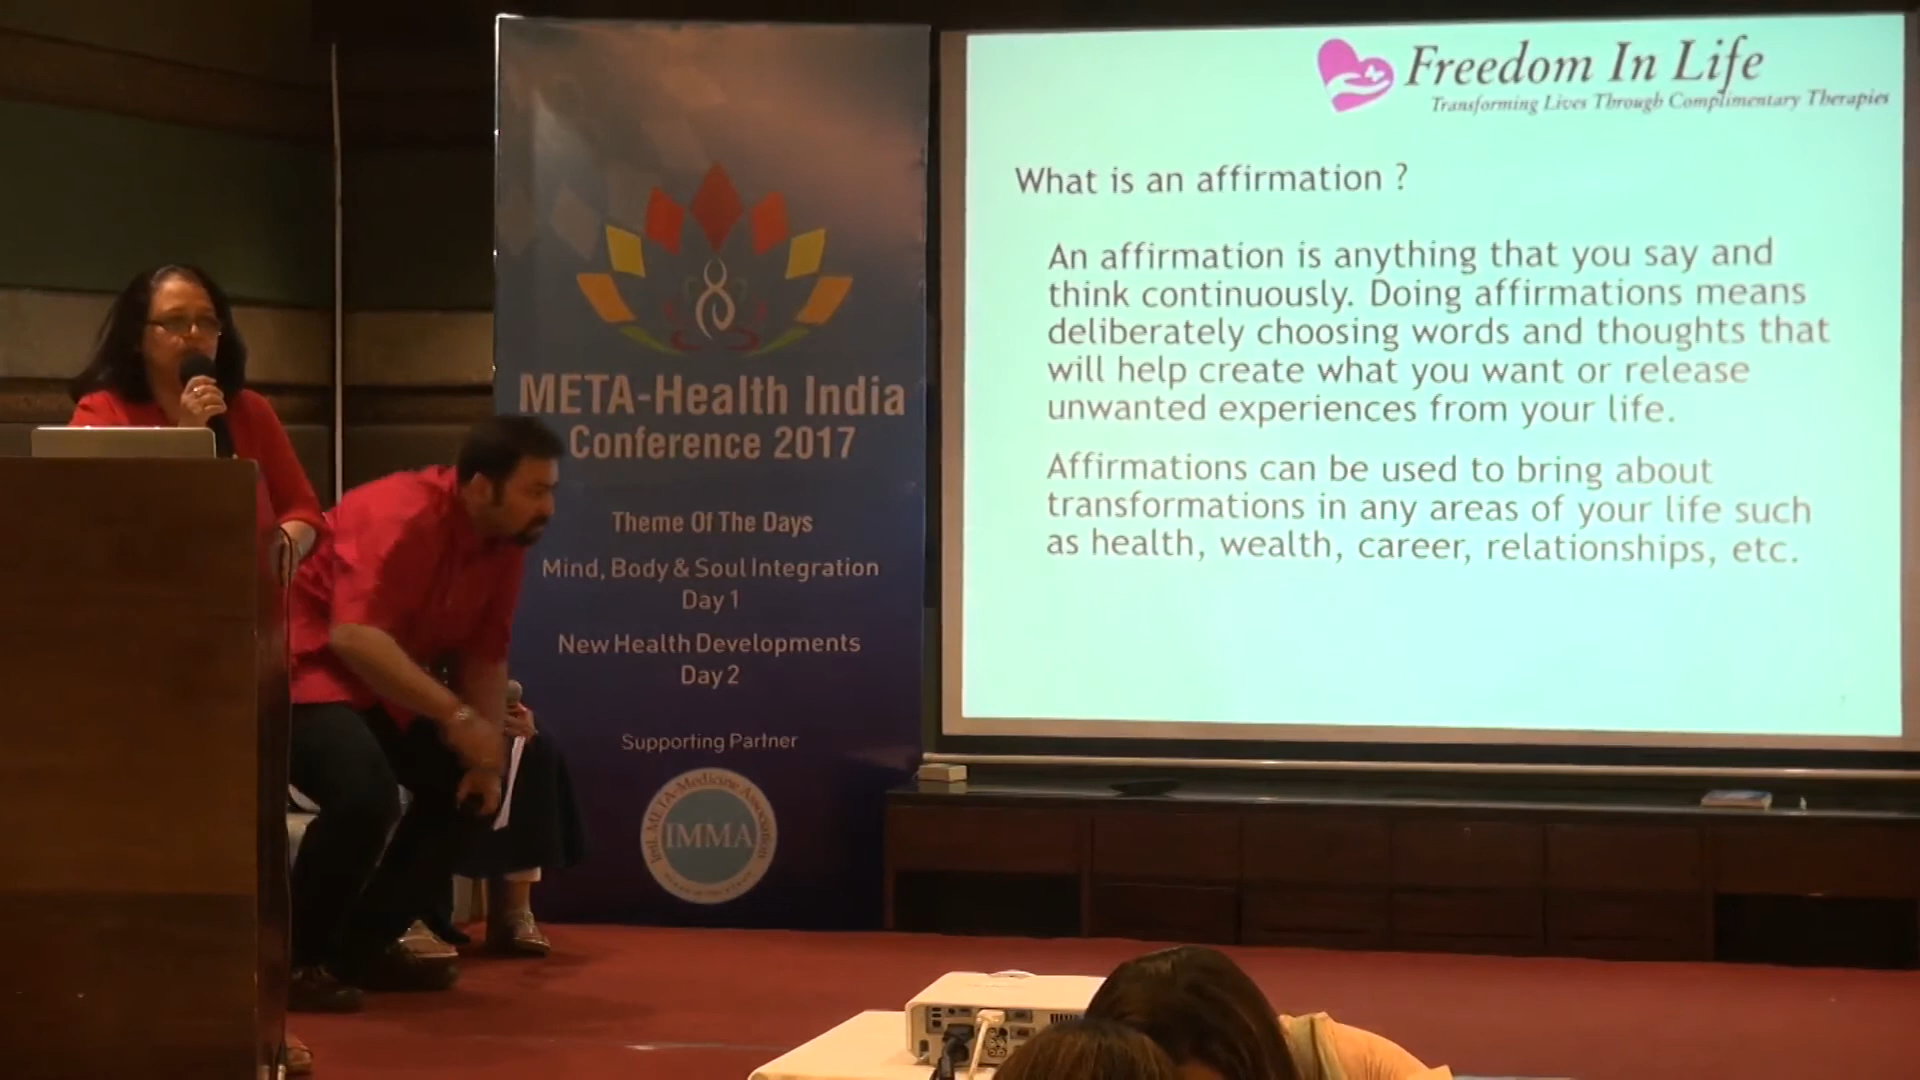 META-Health India
Conference 2017
Theme Of The Days
Mind, Body & Soul Integration
Day 1
New Health Developments
Day 2
Supporting Partner
Intl. META-Medicine Association
IMMA
Freedom In Life
Transforming Lives Through Complimentary Therapies
What is an affirmation ?
An affirmation is anything that you say and
think continuously. Doing affirmations means
deliberately choosing words and thoughts that
will help create what you want or release
unwanted experiences from your life.
Affirmations can be used to bring about
transformations in any areas of your life such
as health, wealth, career, relationships, etc.